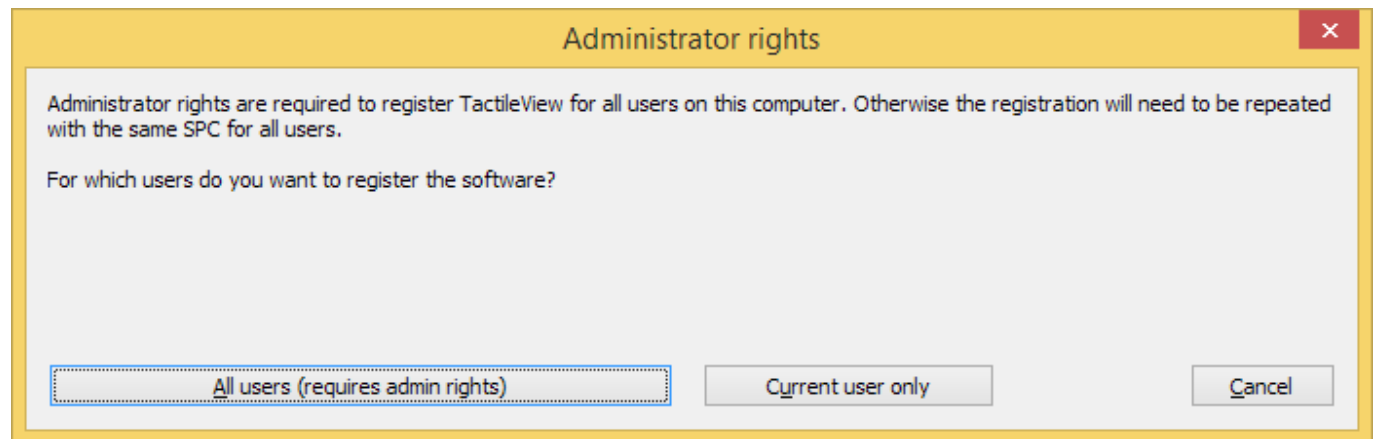 Administrator rights
Administrator rights are required to register TactileView for all users on this computer. Otherwise the registration will need to be repeated
with the same SPC for all users.
For which users do you want to register the software?
All users (requires admin rights)
Current user only
Cancel